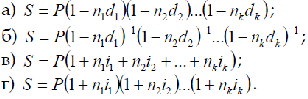 а) S = P(1 – n₁d₁)(1 – n₂d₂)...(1 – nₖdₖ);
б) S = P(1 – n₁d₁)⁻¹(1 – n₂d₂)⁻¹...(1 – nₖdₖ)⁻¹;
в) S = P(1 + n₁i₁ + n₂i₂ + ... + nₖiₖ);
г) S = P(1 + n₁i₁)(1 + n₂i₂)...(1 + nₖiₖ).